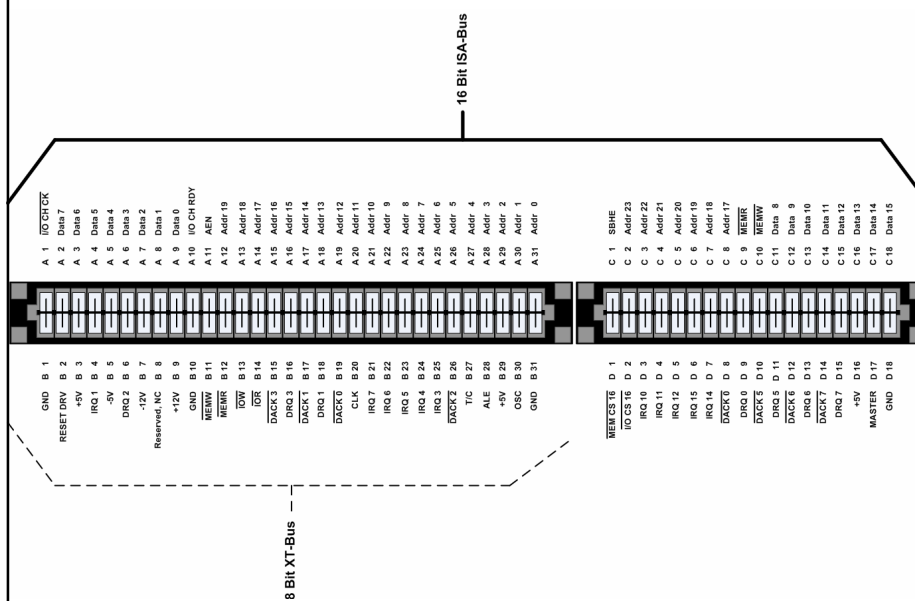 16 Bit ISA-Bus
A 1 I/O CH CK
A 2 Data 7
A 3 Data 6
A 4 Data 5
A 5 Data 4
A 6 Data 3
A 7 Data 2
A 8 Data 1
A 9 Data 0
A 10 I/O CH RDY
A 11 AEN
A 12 Addr 19
A 13 Addr 18
A 14 Addr 17
A 15 Addr 16
A 16 Addr 15
A 17 Addr 14
A 18 Addr 13
A 19 Addr 12
A 20 Addr 11
A 21 Addr 10
A 22 Addr 9
A 23 Addr 8
A 24 Addr 7
A 25 Addr 6
A 26 Addr 5
A 27 Addr 4
A 28 Addr 3
A 29 Addr 2
A 30 Addr 1
A 31 Addr 0
C 1 SBHE
C 2 Addr 23
C 3 Addr 22
C 4 Addr 21
C 5 Addr 20
C 6 Addr 19
C 7 Addr 18
C 8 Addr 17
C 9 MEMR
C 10 MEMW
C 11 Data 8
C 12 Data 9
C 13 Data 10
C 14 Data 11
C 15 Data 12
C 16 Data 13
C 17 Data 14
C 18 Data 15
GND B 1
RESET DRV B 2
+5V B 3
IRQ 1 B 4
-5V B 5
DRQ 2 B 6
-12V B 7
Reserved, NC B 8
+12V B 9
GND B 10
MEMW B 11
MEMR B 12
IOW B 13
IOR B 14
DACK 3 B 15
DRQ 3 B 16
DACK 1 B 17
DRQ 1 B 18
DACK 0 B 19
CLK B 20
IRQ 7 B 21
IRQ 6 B 22
IRQ 5 B 23
IRQ 4 B 24
IRQ 3 B 25
DACK 2 B 26
T/C B 27
ALE B 28
+5V B 29
OSC B 30
GND B 31
MEM CS 16 D 1
I/O CS 16 D 2
IRQ 10 D 3
IRQ 11 D 4
IRQ 12 D 5
IRQ 15 D 6
IRQ 14 D 7
DACK 0 D 8
DRQ 0 D 9
DACK 5 D 10
DRQ 5 D 11
DACK 6 D 12
DRQ 6 D 13
DACK 7 D 14
DRQ 7 D 15
+5V D 16
MASTER D 17
GND D 18
8 Bit XT-Bus